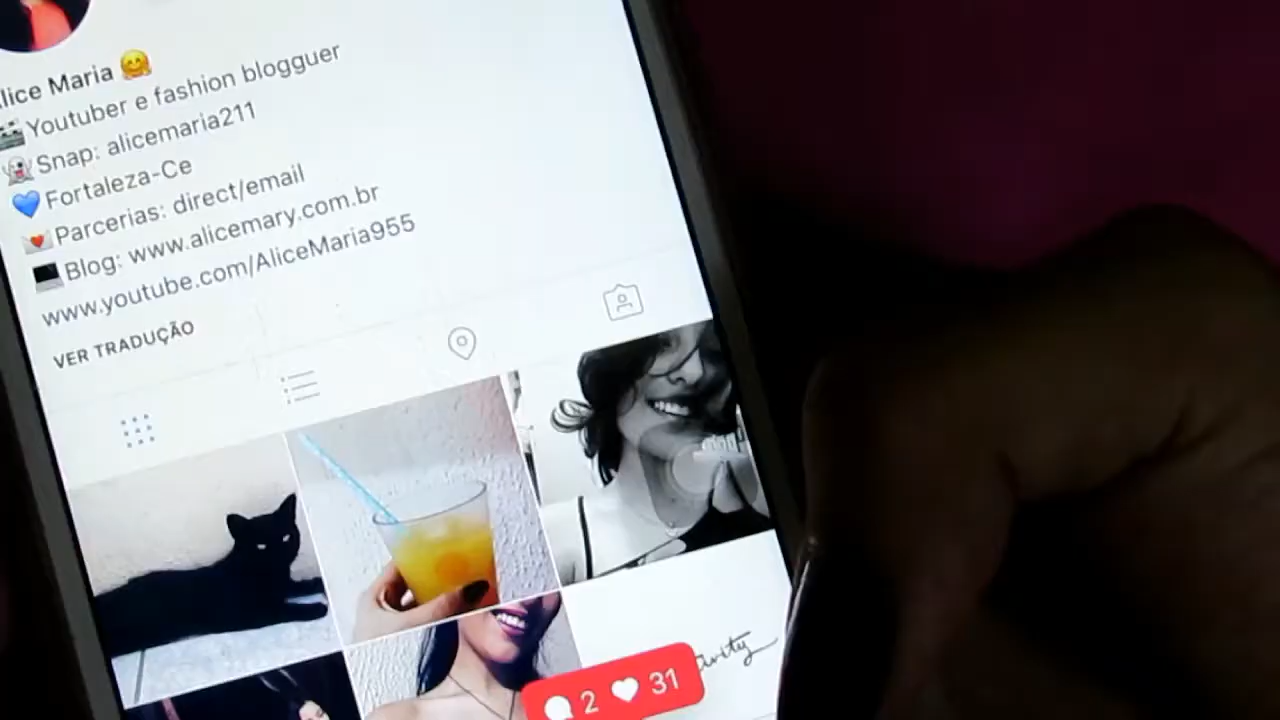 lice Maria 🤗
Youtuber e fashion blogguer
Snap: alicemaria211
Fortaleza-Ce
Parcerias: direct/email
Blog: www.alicemary.com.br
www.youtube.com/AliceMaria955
VER TRADUÇÃO
2 31